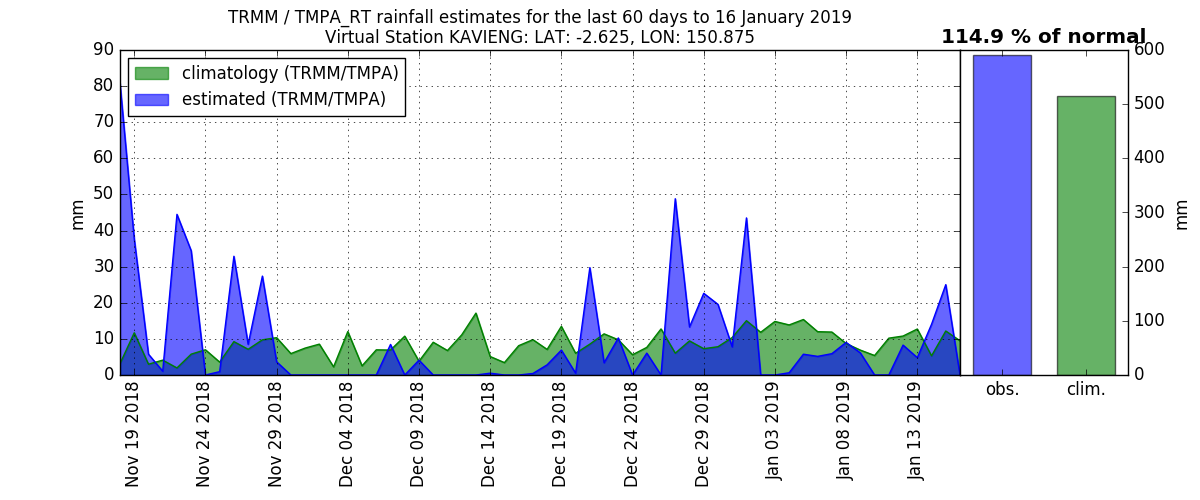 TRMM / TMPA_RT rainfall estimates for the last 60 days to 16 January 2019
Virtual Station KAVIENG: LAT: -2.625, LON: 150.875
114.9 % of normal
climatology (TRMM/TMPA)
estimated (TRMM/TMPA)
mm
90
80
70
60
50
40
30
20
10
0
600
500
400
300
200
100
0
mm
obs.
clim.
Nov 19 2018
Nov 24 2018
Nov 29 2018
Dec 04 2018
Dec 09 2018
Dec 14 2018
Dec 19 2018
Dec 24 2018
Dec 29 2018
Jan 03 2019
Jan 08 2019
Jan 13 2019